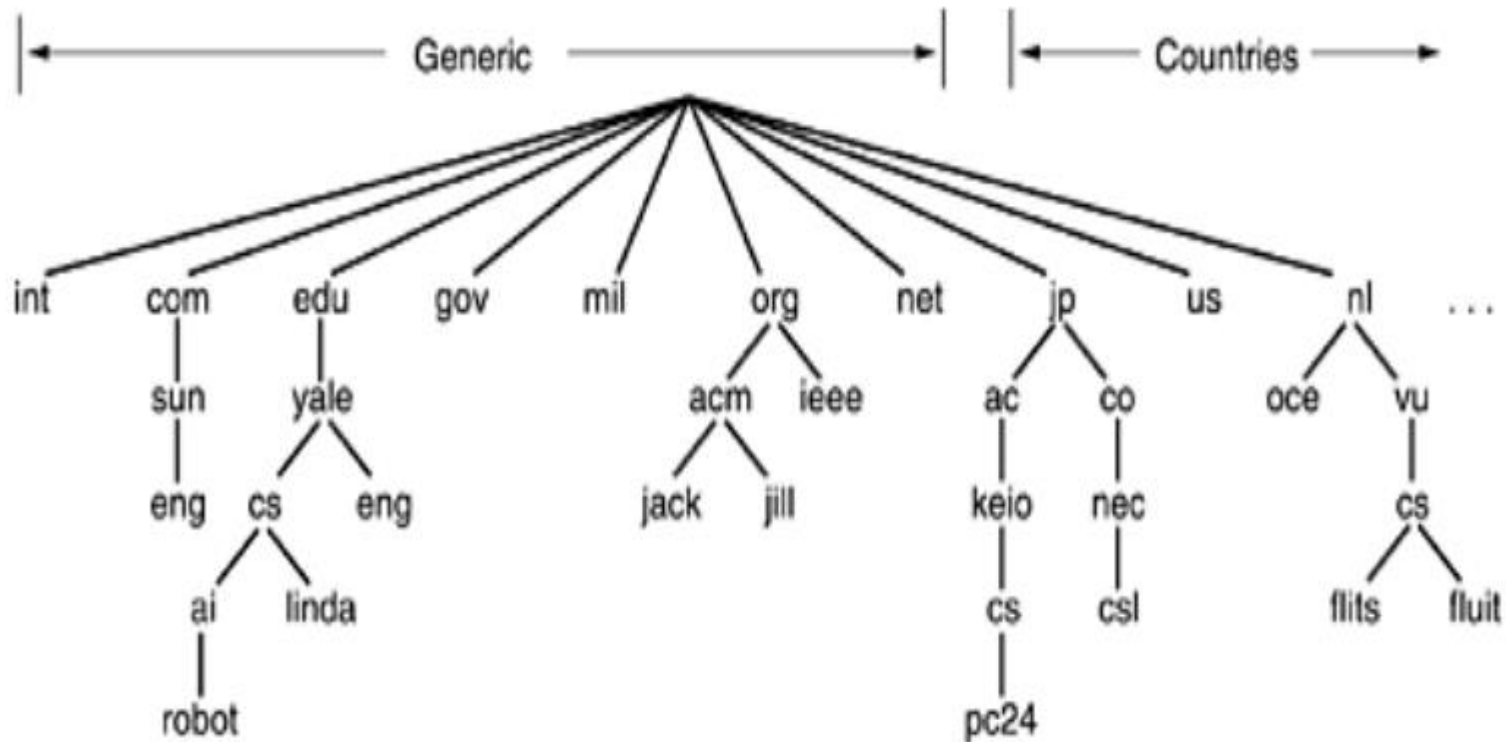 Generic Countries
int com edu gov mil org net jp us nl ...
sun yale acm ieee ac co oce vu
eng cs eng jack jill keio nec cs
ai linda cs csl flits fluit
robot pc24